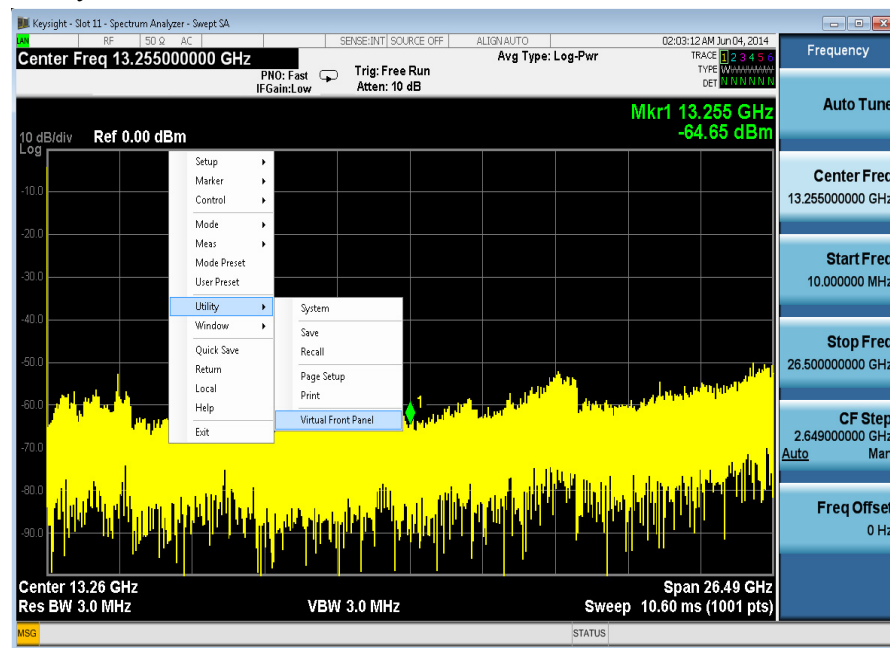 Keysight - Slot 11 - Spectrum Analyzer - Swept SA
LAN RF 50 Ω AC SENSE:INT SOURCE OFF ALIGN AUTO 02:03:12 AM Jun 04, 2014
Center Freq 13.255000000 GHz
PNO: Fast
IFGain:Low
Trig: Free Run
Atten: 10 dB
Avg Type: Log-Pwr
TRACE 1 2 3 4 5 6
TYPE
DET N N N N N N
Mkr1 13.255 GHz
-64.65 dBm
10 dB/div
Log
Ref 0.00 dBm
-10.0
-20.0
-30.0
-40.0
-50.0
-60.0
-70.0
-80.0
-90.0
1
Setup
Marker
Control
Mode
Meas
Mode Preset
User Preset
Utility
Window
Quick Save
Return
Local
Help
Exit
System
Save
Recall
Page Setup
Print
Virtual Front Panel
Center 13.26 GHz
Res BW 3.0 MHz
VBW 3.0 MHz
Span 26.49 GHz
Sweep 10.60 ms (1001 pts)
MSG
STATUS
Frequency
Auto Tune
Center Freq
13.255000000 GHz
Start Freq
10.000000 MHz
Stop Freq
26.500000000 GHz
CF Step
2.649000000 GHz
Auto Man
Freq Offset
0 Hz